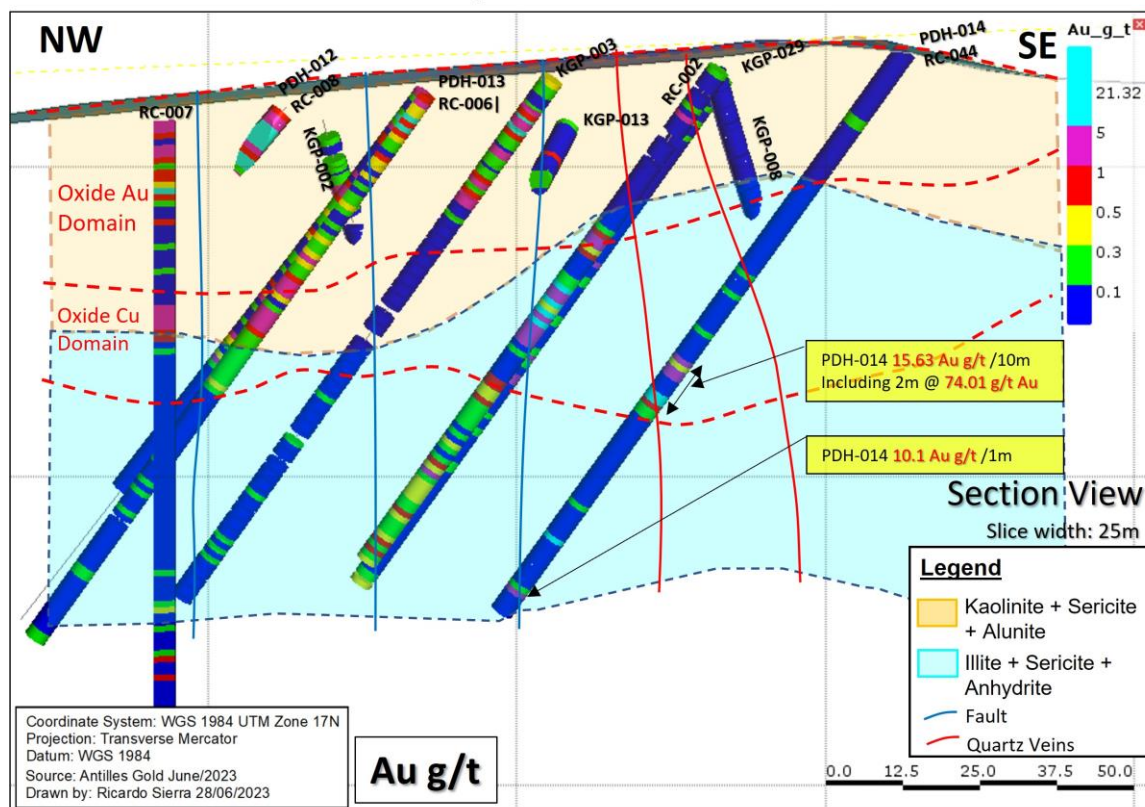 NW
SE
Au_g_t
21.32
5
1
0.5
0.3
0.1
RC-007
PDH-012
RC-008
KGP-002
PDH-013
RC-006|
KGP-003
KGP-013
RC-002
KGP-029
KGP-008
PDH-014
RC-044
Oxide Au
Domain
Oxide Cu
Domain
PDH-014 15.63 Au g/t /10m
Including 2m @ 74.01 g/t Au
PDH-014 10.1 Au g/t /1m
Section View
Slice width: 25m
Legend
Kaolinite + Sericite
+ Alunite
Illite + Sericite +
Anhydrite
Fault
Quartz Veins
0.0 12.5 25.0 37.5 50.0
Coordinate System: WGS 1984 UTM Zone 17N
Projection: Transverse Mercator
Datum: WGS 1984
Source: Antilles Gold June/2023
Drawn by: Ricardo Sierra 28/06/2023
Au g/t